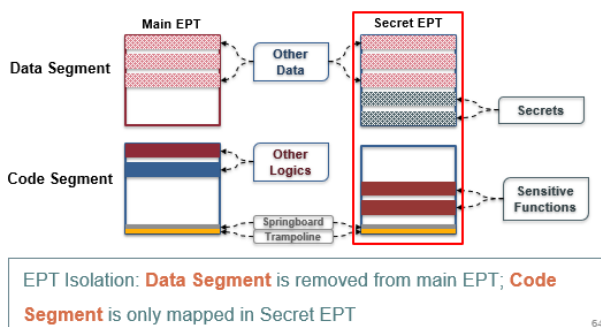 Main EPT
Secret EPT
Data Segment
Other
Data
Secrets
Code Segment
Other
Logics
Sensitive
Functions
Springboard
Trampoline
EPT Isolation: Data Segment is removed from main EPT; Code
Segment is only mapped in Secret EPT